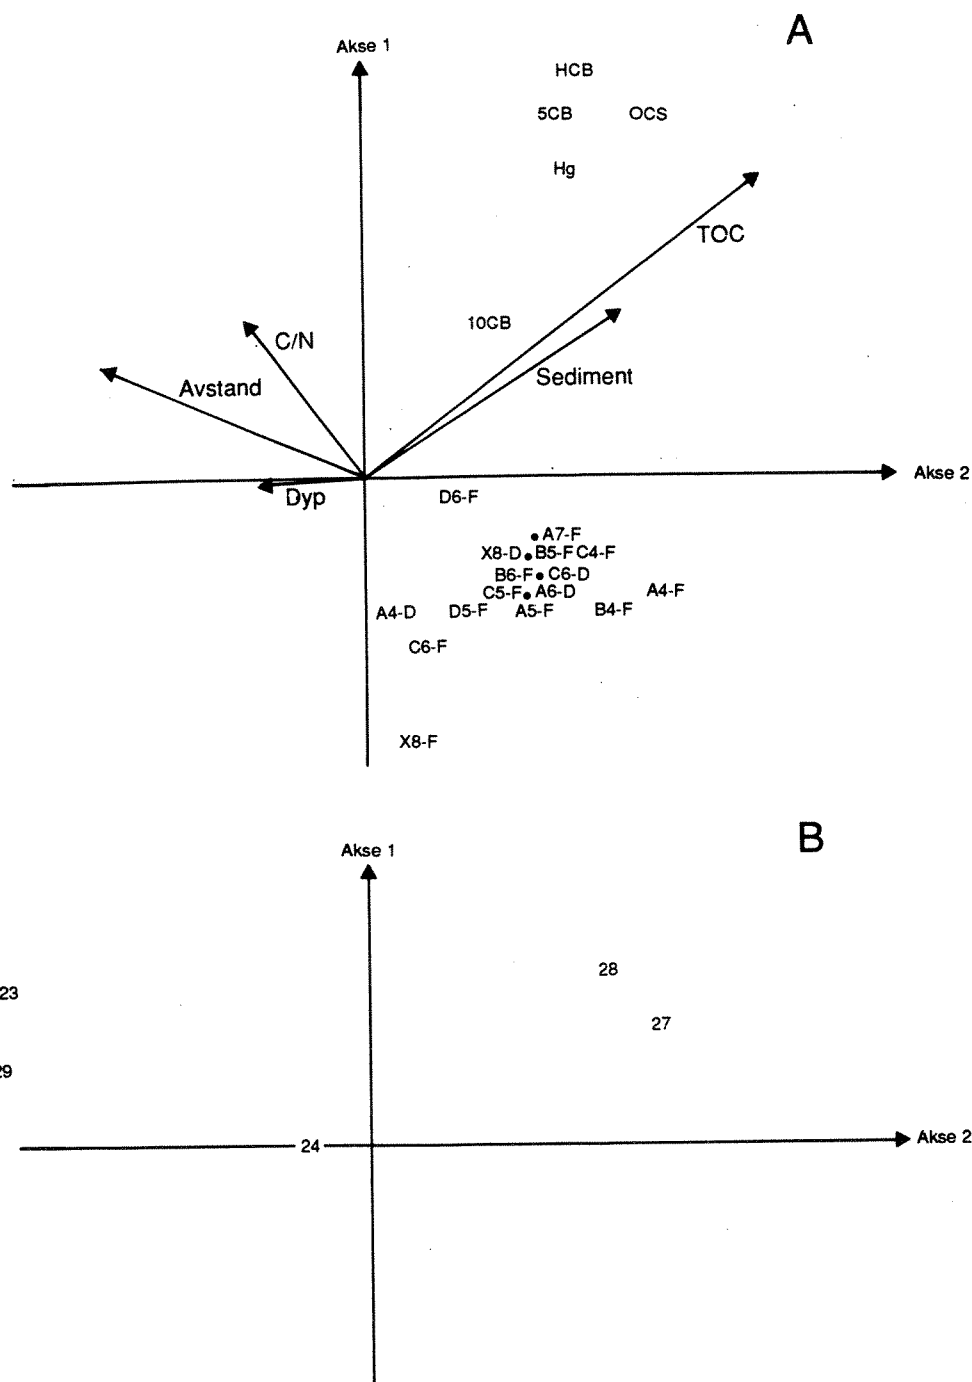 A
Akse 1
HCB
5CB OCS
Hg
TOC
10CB
C/N
Sediment
Avstand
Akse 2
Dyp
D6-F
A7-F
X8-D B5-F C4-F
B6-F C6-D
C5-F A6-D A4-F
A4-D D5-F A5-F B4-F
C6-F
X8-F
B
Akse 1
28
23
27
29
24
Akse 2